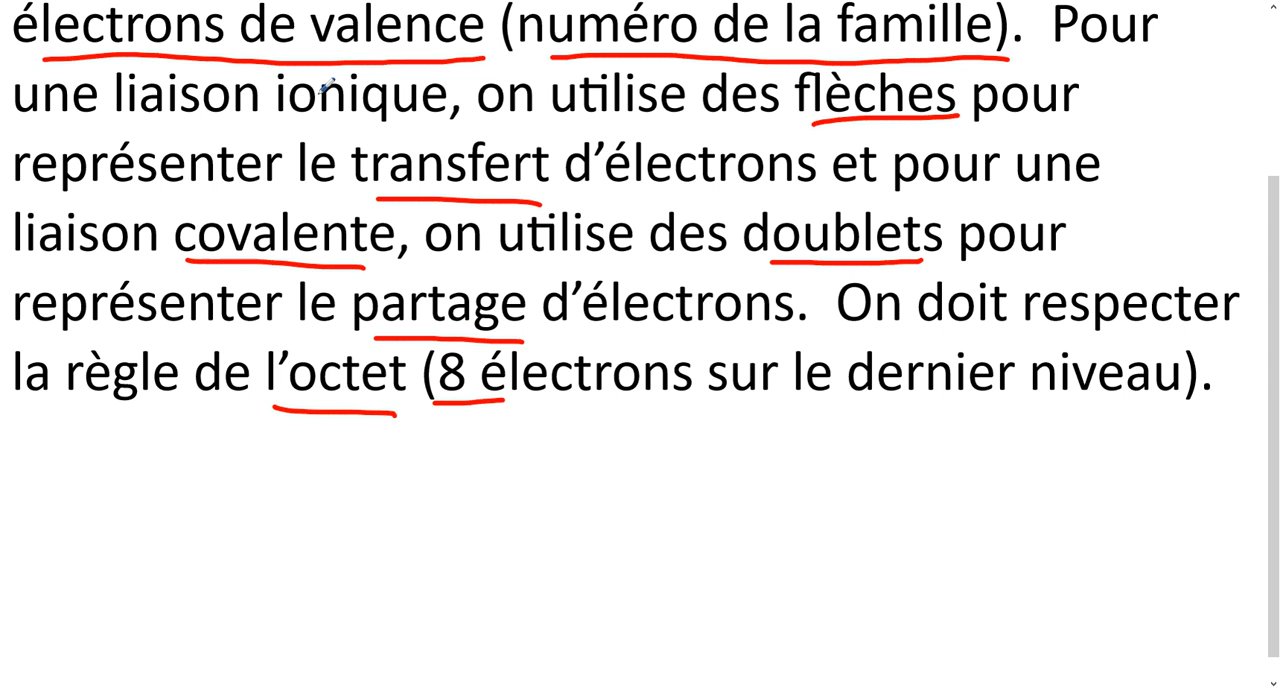 électrons de valence (numéro de la famille).  Pour
une liaison ionique, on utilise des flèches pour
représenter le transfert d’électrons et pour une
liaison covalente, on utilise des doublets pour
représenter le partage d’électrons.  On doit respecter
la règle de l’octet (8 électrons sur le dernier niveau).